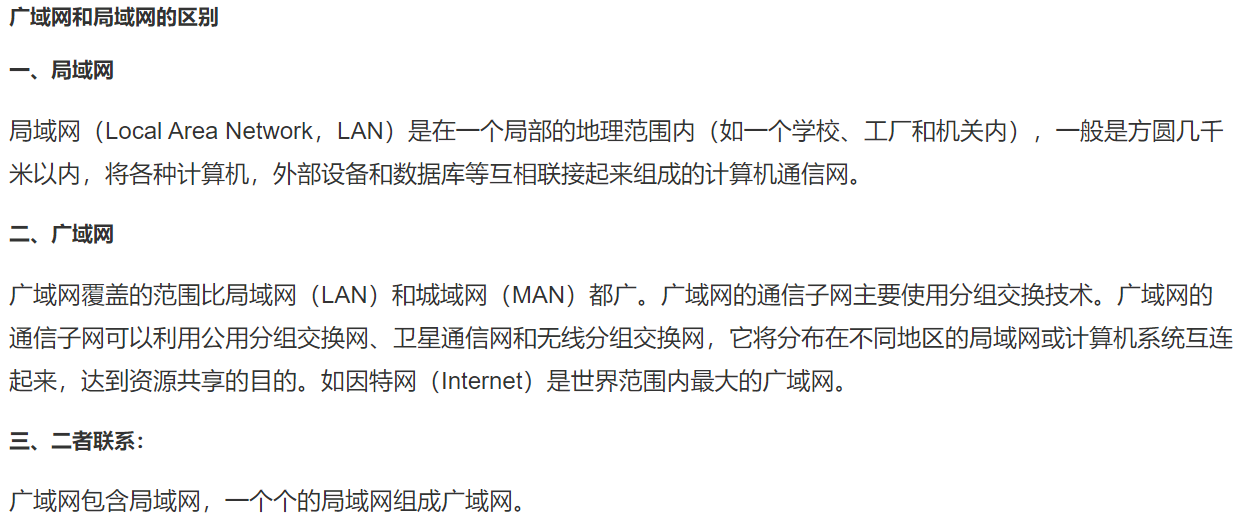 广域网和局域网的区别
一、局域网
局域网（Local Area Network，LAN）是在一个局部的地理范围内（如一个学校、工厂和机关内），一般是方圆几千
米以内，将各种计算机，外部设备和数据库等互相联接起来组成的计算机通信网。
二、广域网
广域网覆盖的范围比局域网（LAN）和城域网（MAN）都广。广域网的通信子网主要使用分组交换技术。广域网的
通信子网可以利用公用分组交换网、卫星通信网和无线分组交换网，它将分布在不同地区的局域网或计算机系统互连
起来，达到资源共享的目的。如因特网（Internet）是世界范围内最大的广域网。
三、二者联系：
广域网包含局域网，一个个的局域网组成广域网。